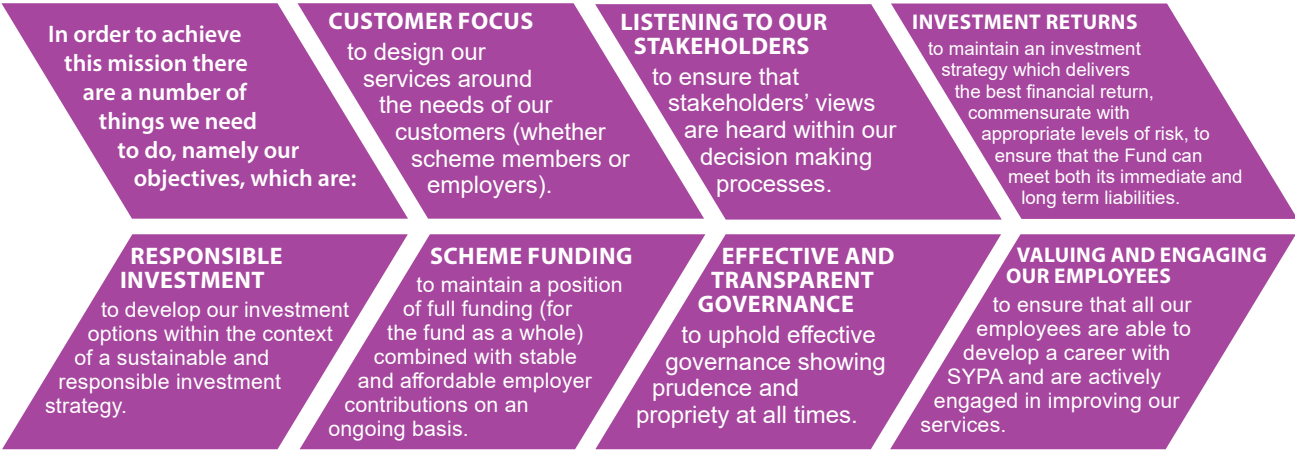 In order to achieve
this mission there
are a number of
things we need
to do, namely our
objectives, which are:
CUSTOMER FOCUS
to design our
services around
the needs of our
customers (whether
scheme members or
employers).
LISTENING TO OUR
STAKEHOLDERS
to ensure that
stakeholders’ views
are heard within our
decision making
processes.
INVESTMENT RETURNS
to maintain an investment
strategy which delivers
the best financial return,
commensurate with
appropriate levels of risk, to
ensure that the Fund can
meet both its immediate and
long term liabilities.
RESPONSIBLE
INVESTMENT
to develop our investment
options within the context
of a sustainable and
responsible investment
strategy.
SCHEME FUNDING
to maintain a position
of full funding (for
the fund as a whole)
combined with stable
and affordable employer
contributions on an
ongoing basis.
EFFECTIVE AND
TRANSPARENT
GOVERNANCE
to uphold effective
governance showing
prudence and
propriety at all times.
VALUING AND ENGAGING
OUR EMPLOYEES
to ensure that all our
employees are able to
develop a career with
SYPA and are actively
engaged in improving our
services.